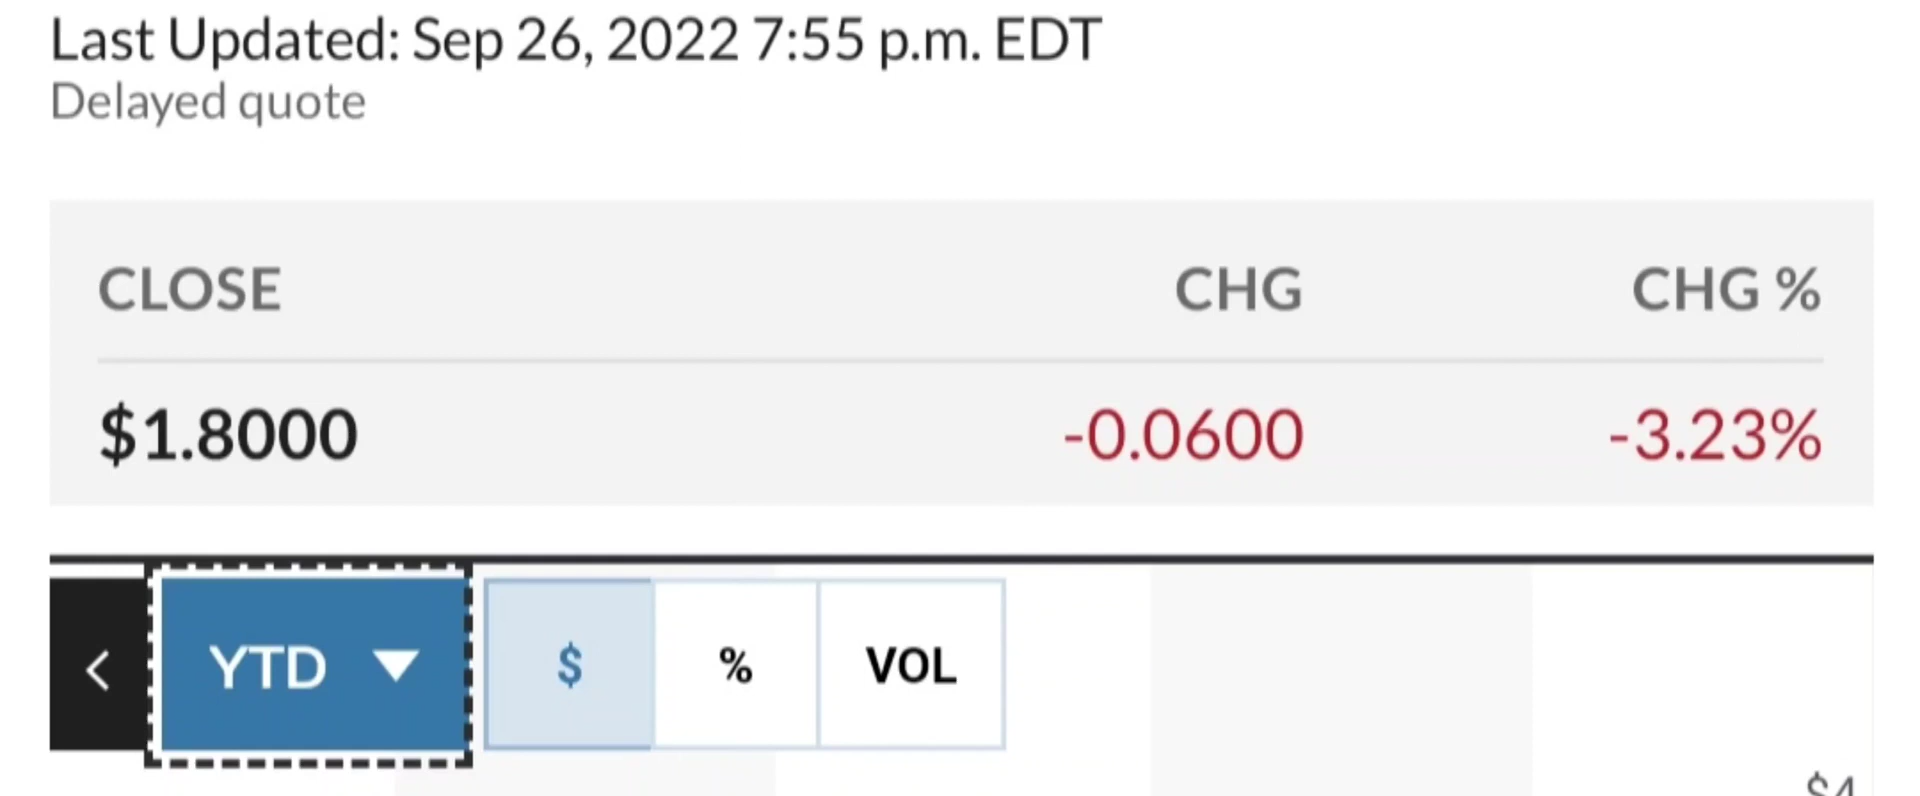 Last Updated: Sep 26, 2022 7:55 p.m. EDT
Delayed quote
CLOSE CHG CHG %
$1.8000 -0.0600 -3.23%
YTD $ % VOL
$4